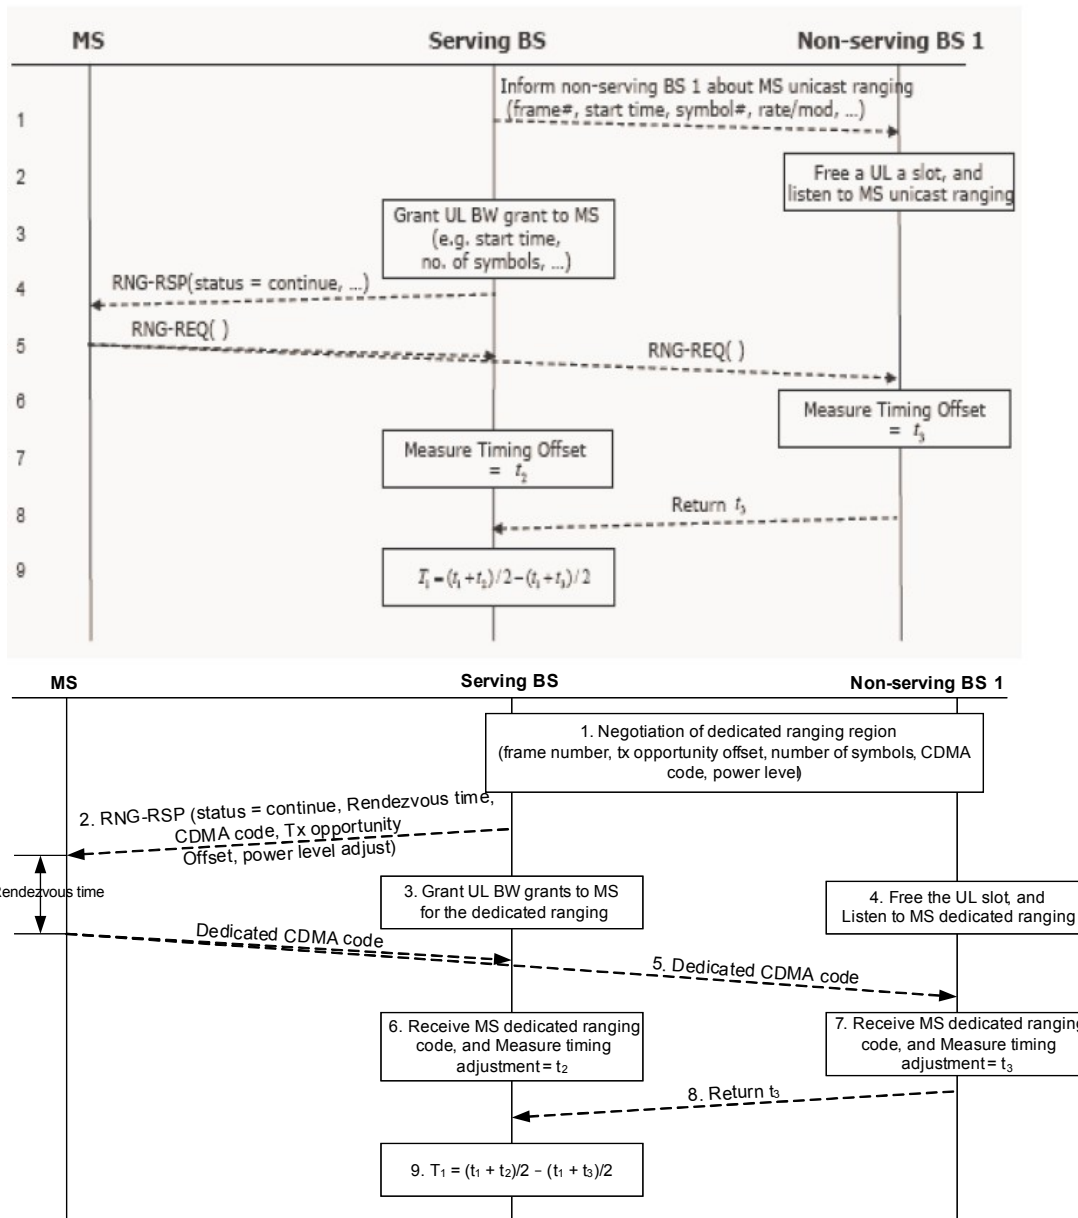 MS Serving BS Non-serving BS 1
Inform non-serving BS 1 about MS unicast ranging
1 (frame#, start time, symbol#, rate/mod, ...)
2 Free a UL a slot, and
listen to MS unicast ranging
Grant UL BW grant to MS
3 (e.g. start time,
no. of symbols, ...)
4 RNG-RSP(status = continue, ...)
RNG-REQ( )
5 RNG-REQ( )
6 Measure Timing Offset
= t₃
7 Measure Timing Offset
= t₂
8 Return t₃
9 T₁ = (t₁ + t₂)/2 − (t₁ + t₃)/2
MS Serving BS Non-serving BS 1
1. Negotiation of dedicated ranging region
(frame number, tx opportunity offset, number of symbols, CDMA
code, power level)
2. RNG-RSP (status = continue, Rendezvous time,
CDMA code, Tx opportunity
Offset, power level adjust)
endezvous time
3. Grant UL BW grants to MS
for the dedicated ranging
4. Free the UL slot, and
Listen to MS dedicated ranging
Dedicated CDMA code
5. Dedicated CDMA code
6. Receive MS dedicated ranging
code, and Measure timing
adjustment = t₂
7. Receive MS dedicated ranging
code, and Measure timing
adjustment = t₃
8. Return t₃
9. T₁ = (t₁ + t₂)/2 − (t₁ + t₃)/2